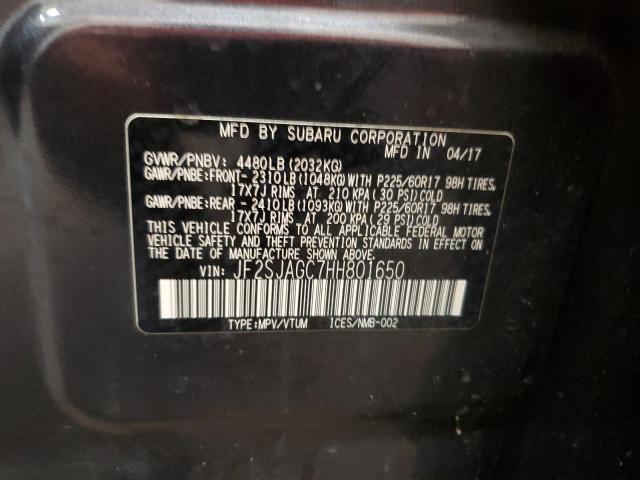 MFD BY SUBARU CORPORATION
MFD IN 04/17
GVWR/PNBV: 4480LB (2032KG)
GAWR/PNBE:FRONT- 2310LB (1048KG) WITH P225/60R17 98H TIRES,
17X7J RIMS AT 210 KPA (30 PSI) COLD
GAWR/PNBE:REAR - 2410LB (1093KG) WITH P225/60R17 98H TIRES,
17X7J RIMS AT 200 KPA (29 PSI) COLD
THIS VEHICLE CONFORMS TO ALL APPLICABLE FEDERAL MOTOR
VEHICLE SAFETY AND THEFT PREVENTION STANDARDS IN EFFECT ON
THE DATE OF MANUFACTURE SHOWN ABOVE.
VIN: JF2SJAGC7HH801650
TYPE:MPV/VTUM ICES/NMB-002